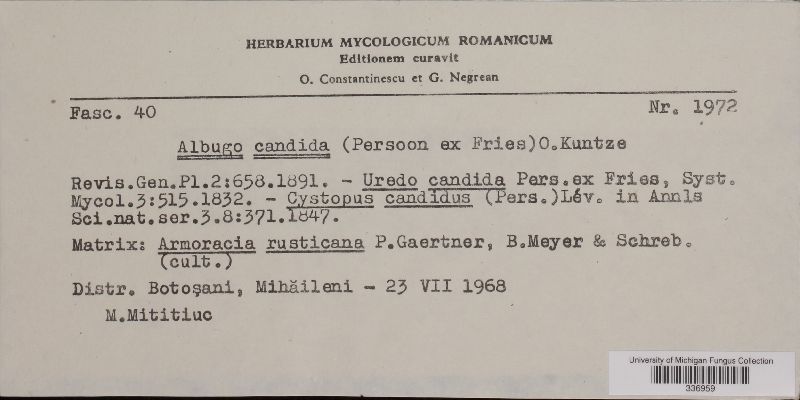 HERBARIUM MYCOLOGICUM ROMANICUM
Editionem curavit
O. Constantinescu et G. Negrean
Fasc. 40 Nr. 1972
Albugo candida (Persoon ex Fries)O.Kuntze
Revis.Gen.Pl.2:658.1891. - Uredo candida Pers.ex Fries, Syst.
Mycol.3:515.1832. - Cystopus candidus (Pers.)Lév. in Annls
Sci.nat.ser.3.8:371.1847.
Matrix: Armoracia rusticana P.Gaertner, B.Meyer & Schreb.
(cult.)
Distr. Botoşani, Mihăileni - 23 VII 1968
M.Mititiuc
University of Michigan Fungus Collection
336959